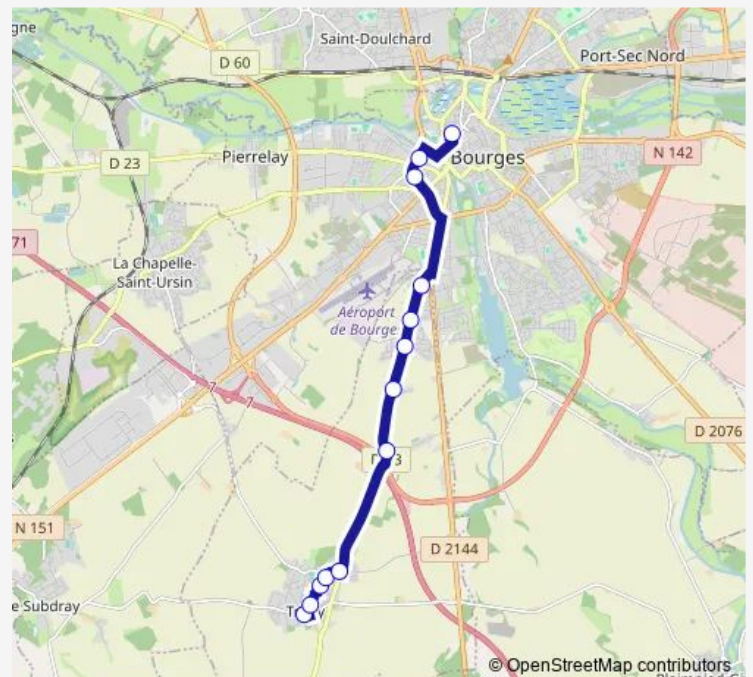 gne
Saint-Doulchard
Port-Sec Nord
D 60
D 23
Pierrelay
Bourges
N 142
71
La Chapelle-
Saint-Ursin
Aéroport
de Bourge
7
7
D 2076
N 151
D 2144
e Subdray
© OpenStreetMap contributors